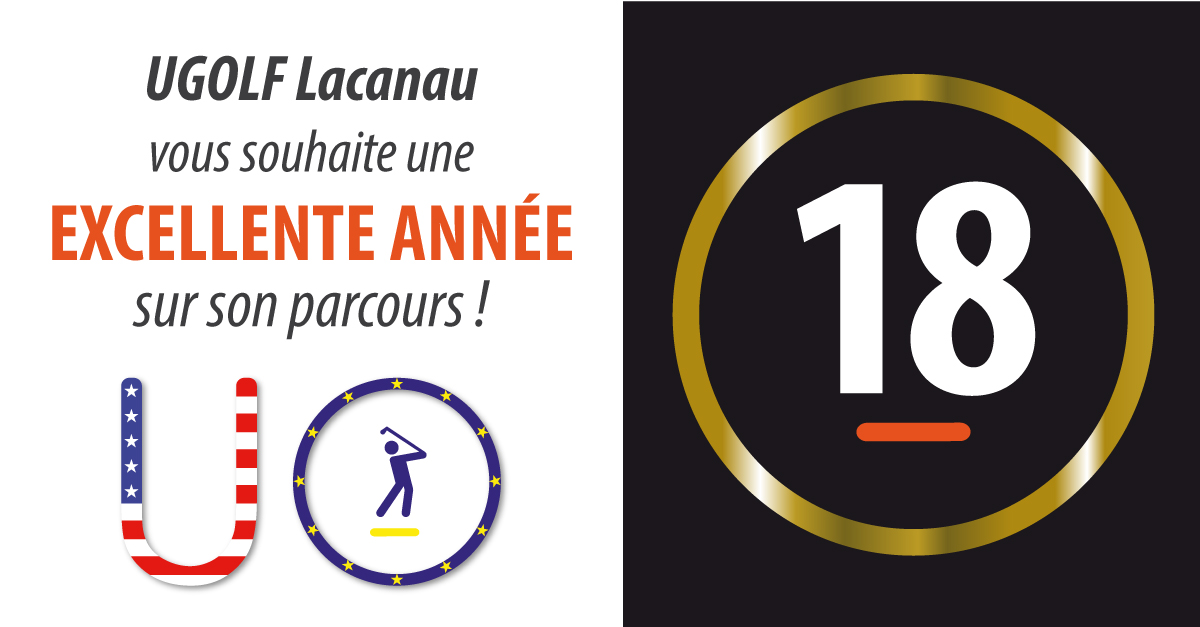 UGOLF Lacanau
vous souhaite une
EXCELLENTE ANNÉE
sur son parcours !
U
18